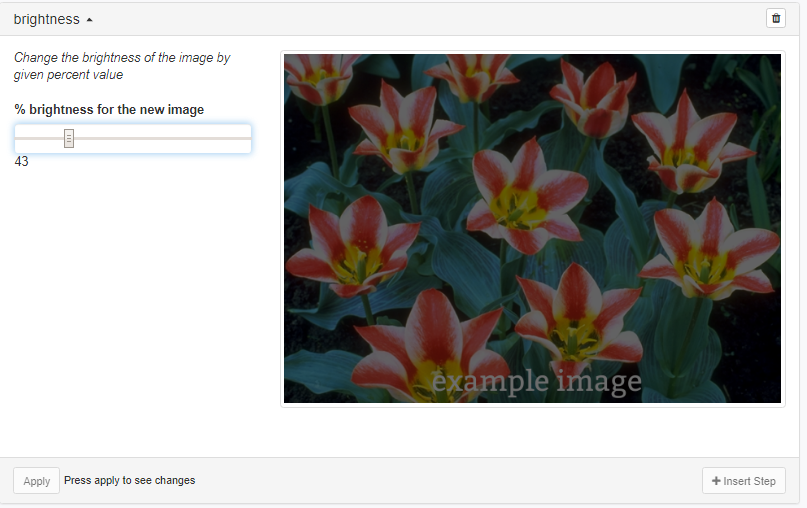 brightness
Change the brightness of the image by
given percent value
% brightness for the new image
43
example image
Apply Press apply to see changes
Insert Step